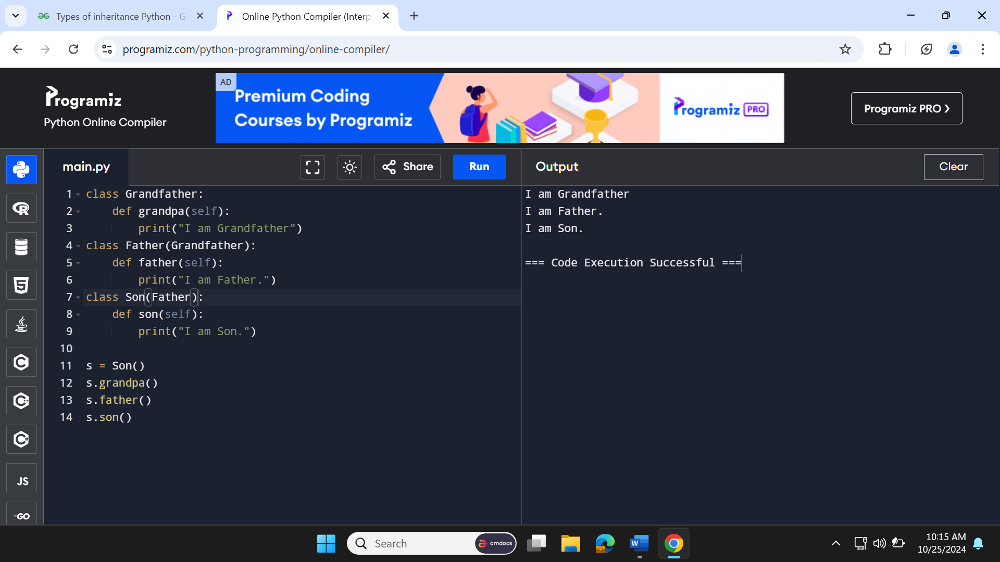 Types of inheritance Python - G
Online Python Compiler (Interp
programiz.com/python-programming/online-compiler/
Programiz
Python Online Compiler
AD
Premium Coding
Courses by Programiz
Programiz PRO
Programiz PRO ❯
main.py
Share
Run
Output
Clear
1 class Grandfather:
2     def grandpa(self):
3         print("I am Grandfather")
4 class Father(Grandfather):
5     def father(self):
6         print("I am Father.")
7 class Son(Father):
8     def son(self):
9         print("I am Son.")
10
11 s = Son()
12 s.grandpa()
13 s.father()
14 s.son()
I am Grandfather
I am Father.
I am Son.
=== Code Execution Successful ===
R
5
C
C++
C#
JS
GO
Search
amdocs
W
10:15 AM
10/25/2024